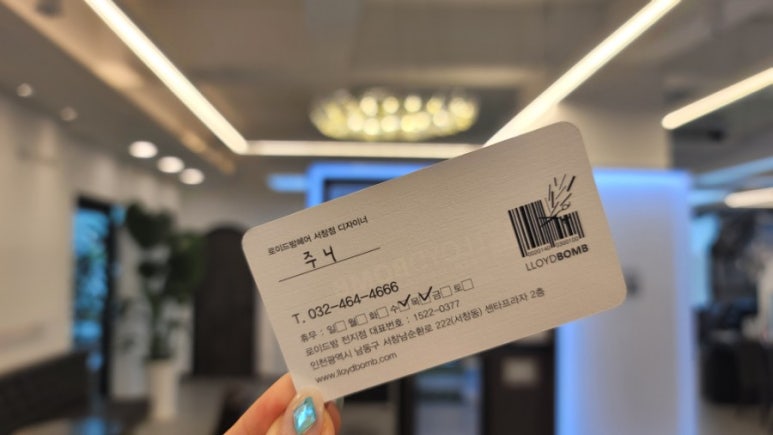 로이드밤헤어 서창점 디자이너
주니
T. 032-464-4666
휴무 : 일□ 월□ 화□ 수☑ 목☑ 금□ 토□
로이드밤 전지점 대표번호 : 1522-0377
인천광역시 남동구 서창남순환로 222(서창동) 센타프라자 2층
www.lloydbomb.com
LLOYDBOMB